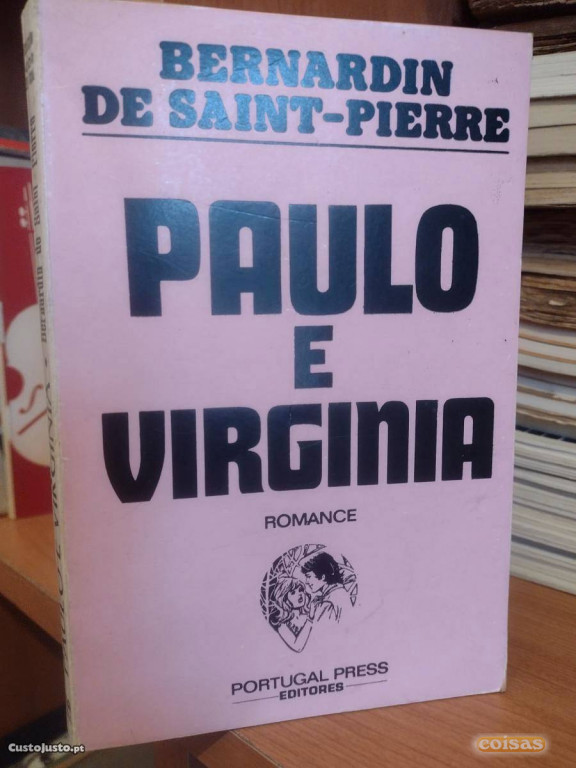 BERNARDIN
DE SAINT-PIERRE
PAULO
E
VIRGINIA
ROMANCE
PORTUGAL PRESS
EDITORES
CustoJusto.pt
coisas